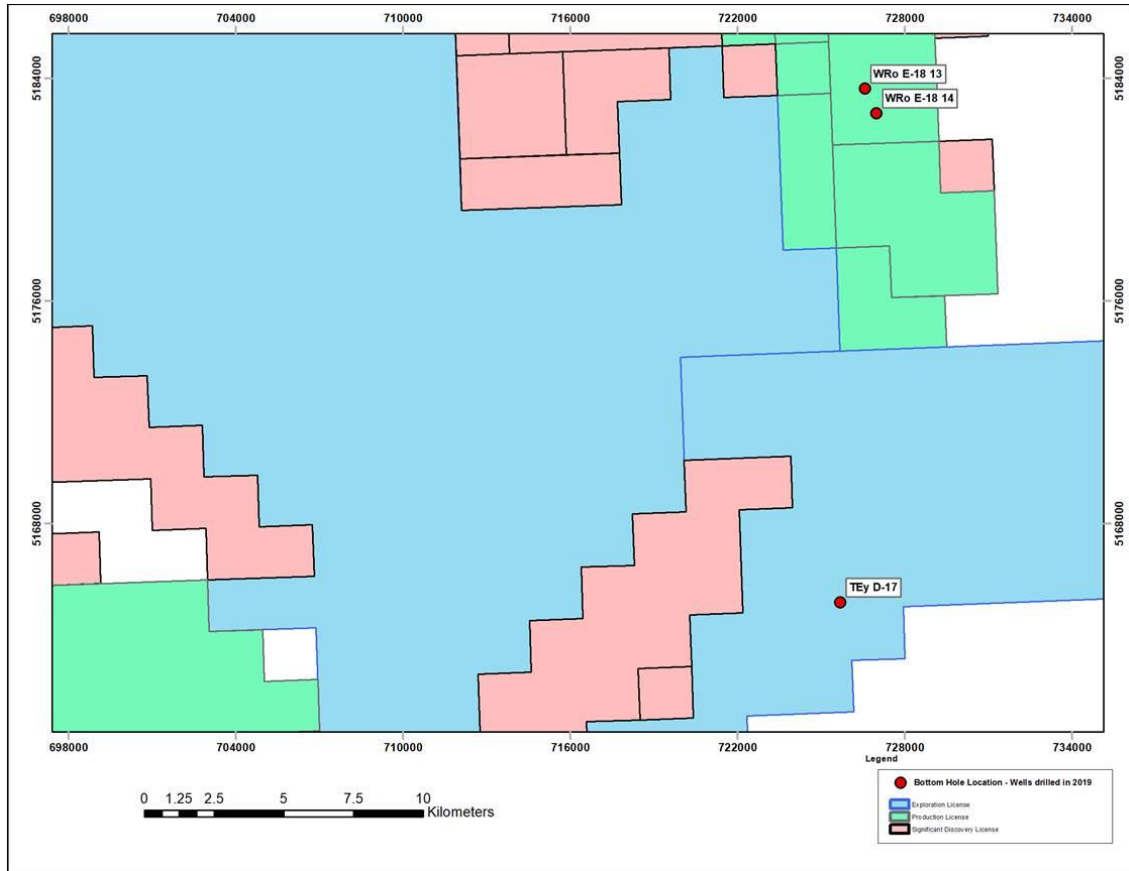 698000 704000 710000 716000 722000 728000 734000
5184000 5184000
WRo E-18 13
WRo E-18 14
5176000 5176000
5168000 5168000
TEy D-17
698000 704000 710000 716000 722000 728000 734000
Legend
0 1.25 2.5 5 7.5 10
Kilometers
Bottom Hole Location - Wells drilled in 2019
Exploration License
Production License
Significant Discovery License